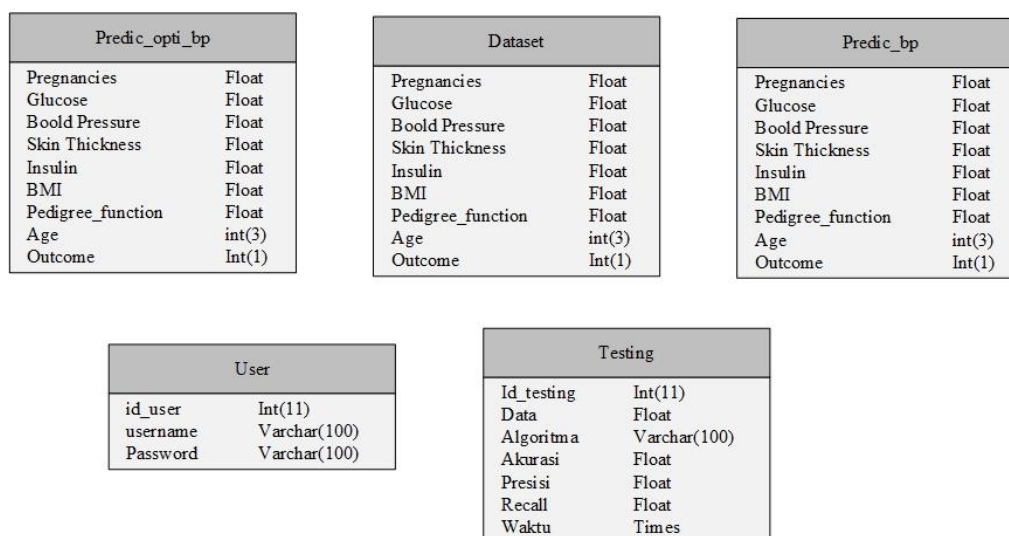 Predic_opti_bp
Pregnancies Float
Glucose Float
Boold Pressure Float
Skin Thickness Float
Insulin Float
BMI Float
Pedigree_function Float
Age int(3)
Outcome Int(1)
Dataset
Pregnancies Float
Glucose Float
Boold Pressure Float
Skin Thickness Float
Insulin Float
BMI Float
Pedigree_function Float
Age int(3)
Outcome Int(1)
Predic_bp
Pregnancies Float
Glucose Float
Boold Pressure Float
Skin Thickness Float
Insulin Float
BMI Float
Pedigree_function Float
Age int(3)
Outcome Int(1)
User
id_user Int(11)
username Varchar(100)
Password Varchar(100)
Testing
Id_testing Int(11)
Data Float
Algoritma Varchar(100)
Akurasi Float
Presisi Float
Recall Float
Waktu Times